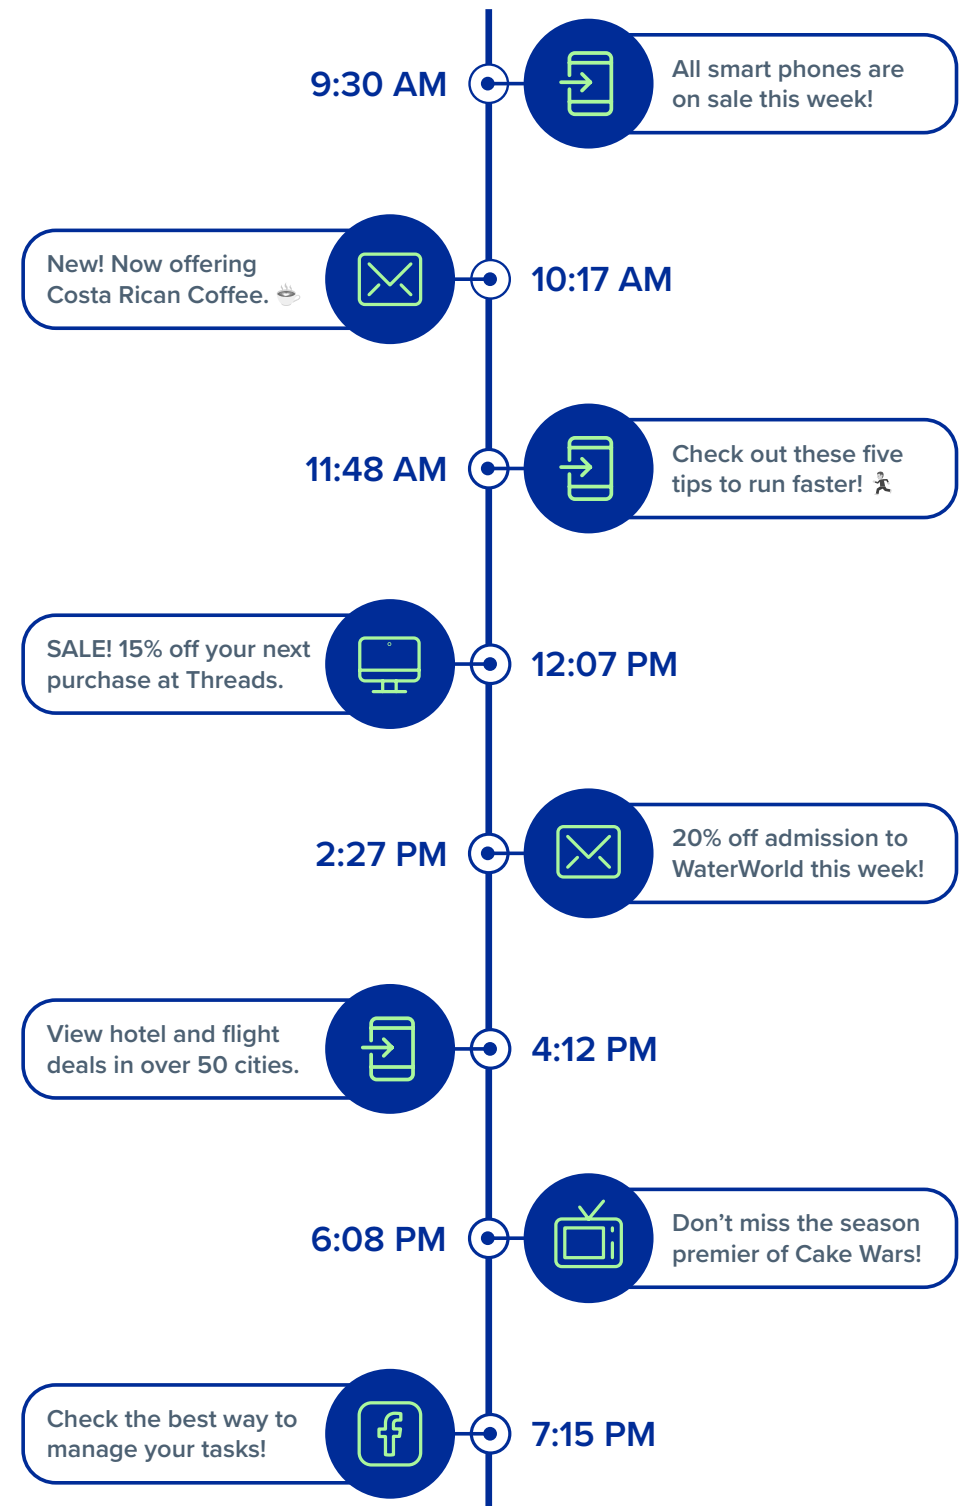 9:30 AM
All smart phones are
on sale this week!
New! Now offering
Costa Rican Coffee. ☕
10:17 AM
11:48 AM
Check out these five
tips to run faster! 🏃
SALE! 15% off your next
purchase at Threads.
12:07 PM
2:27 PM
20% off admission to
WaterWorld this week!
View hotel and flight
deals in over 50 cities.
4:12 PM
6:08 PM
Don’t miss the season
premier of Cake Wars!
Check the best way to
manage your tasks!
7:15 PM